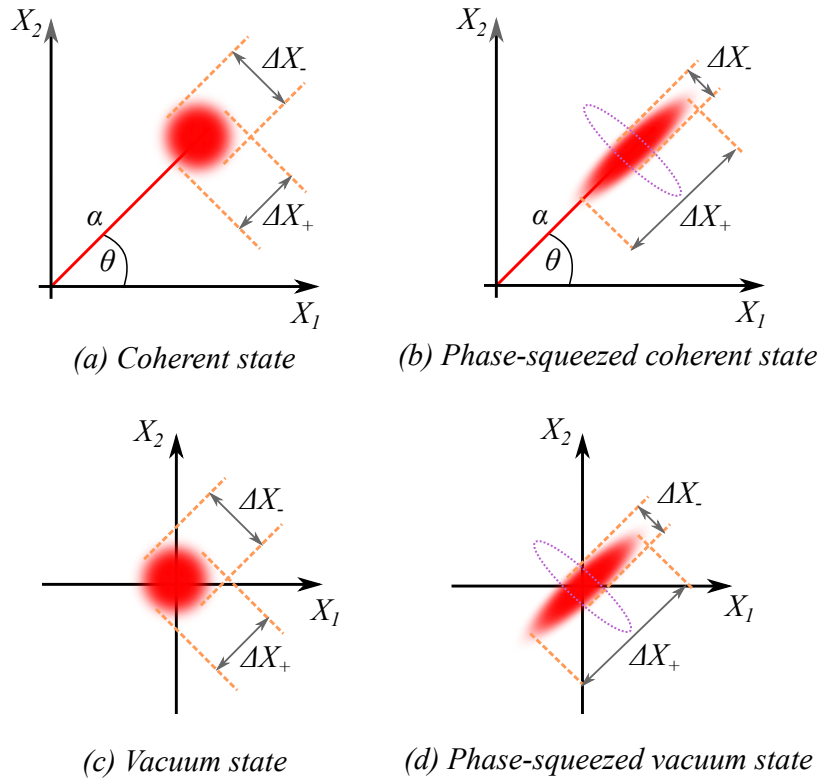 X₂
ΔX₋
ΔX₊
α
θ
X₁
(a) Coherent state
X₂
ΔX₋
ΔX₊
α
θ
X₁
(b) Phase-squeezed coherent state
X₂
ΔX₋
X₁
ΔX₊
(c) Vacuum state
X₂
ΔX₋
X₁
ΔX₊
(d) Phase-squeezed vacuum state